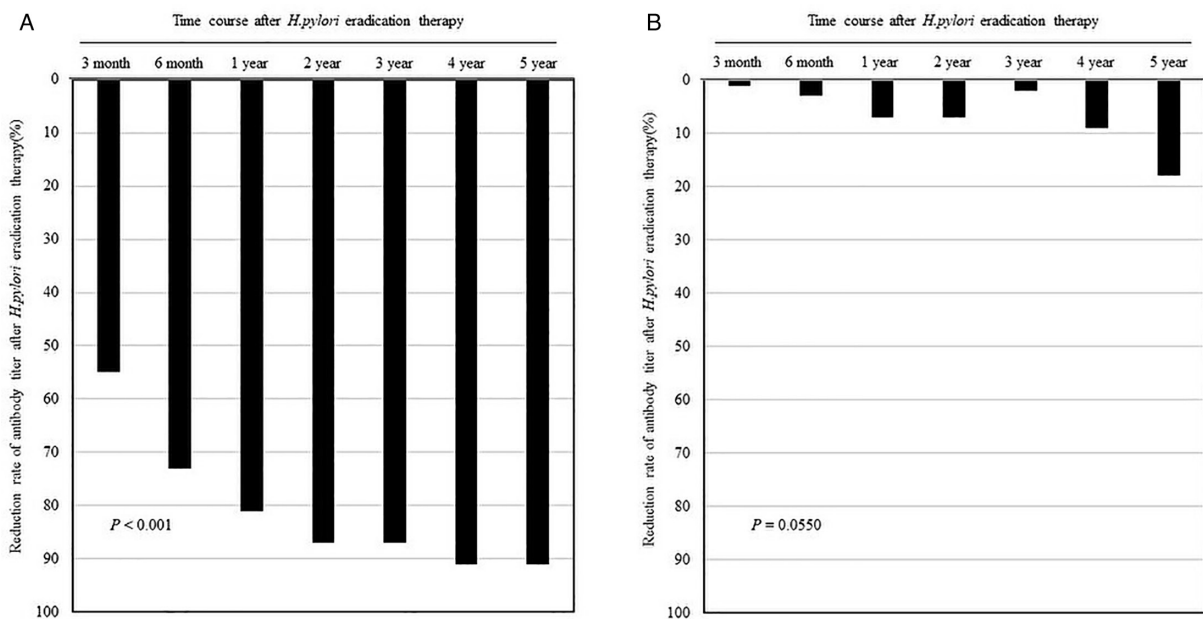 A
Time course after H.pylori eradication therapy
3 month 6 month 1 year 2 year 3 year 4 year 5 year
Reduction rate of antibody titer after H.pylori eradication therapy(%)
0
10
20
30
40
50
60
70
80
90
100
P < 0.001
B
Time course after H.pylori eradication therapy
3 month 6 month 1 year 2 year 3 year 4 year 5 year
Reduction rate of antibody titer after H.pylori eradication therapy(%)
0
10
20
30
40
50
60
70
80
90
100
P = 0.0550